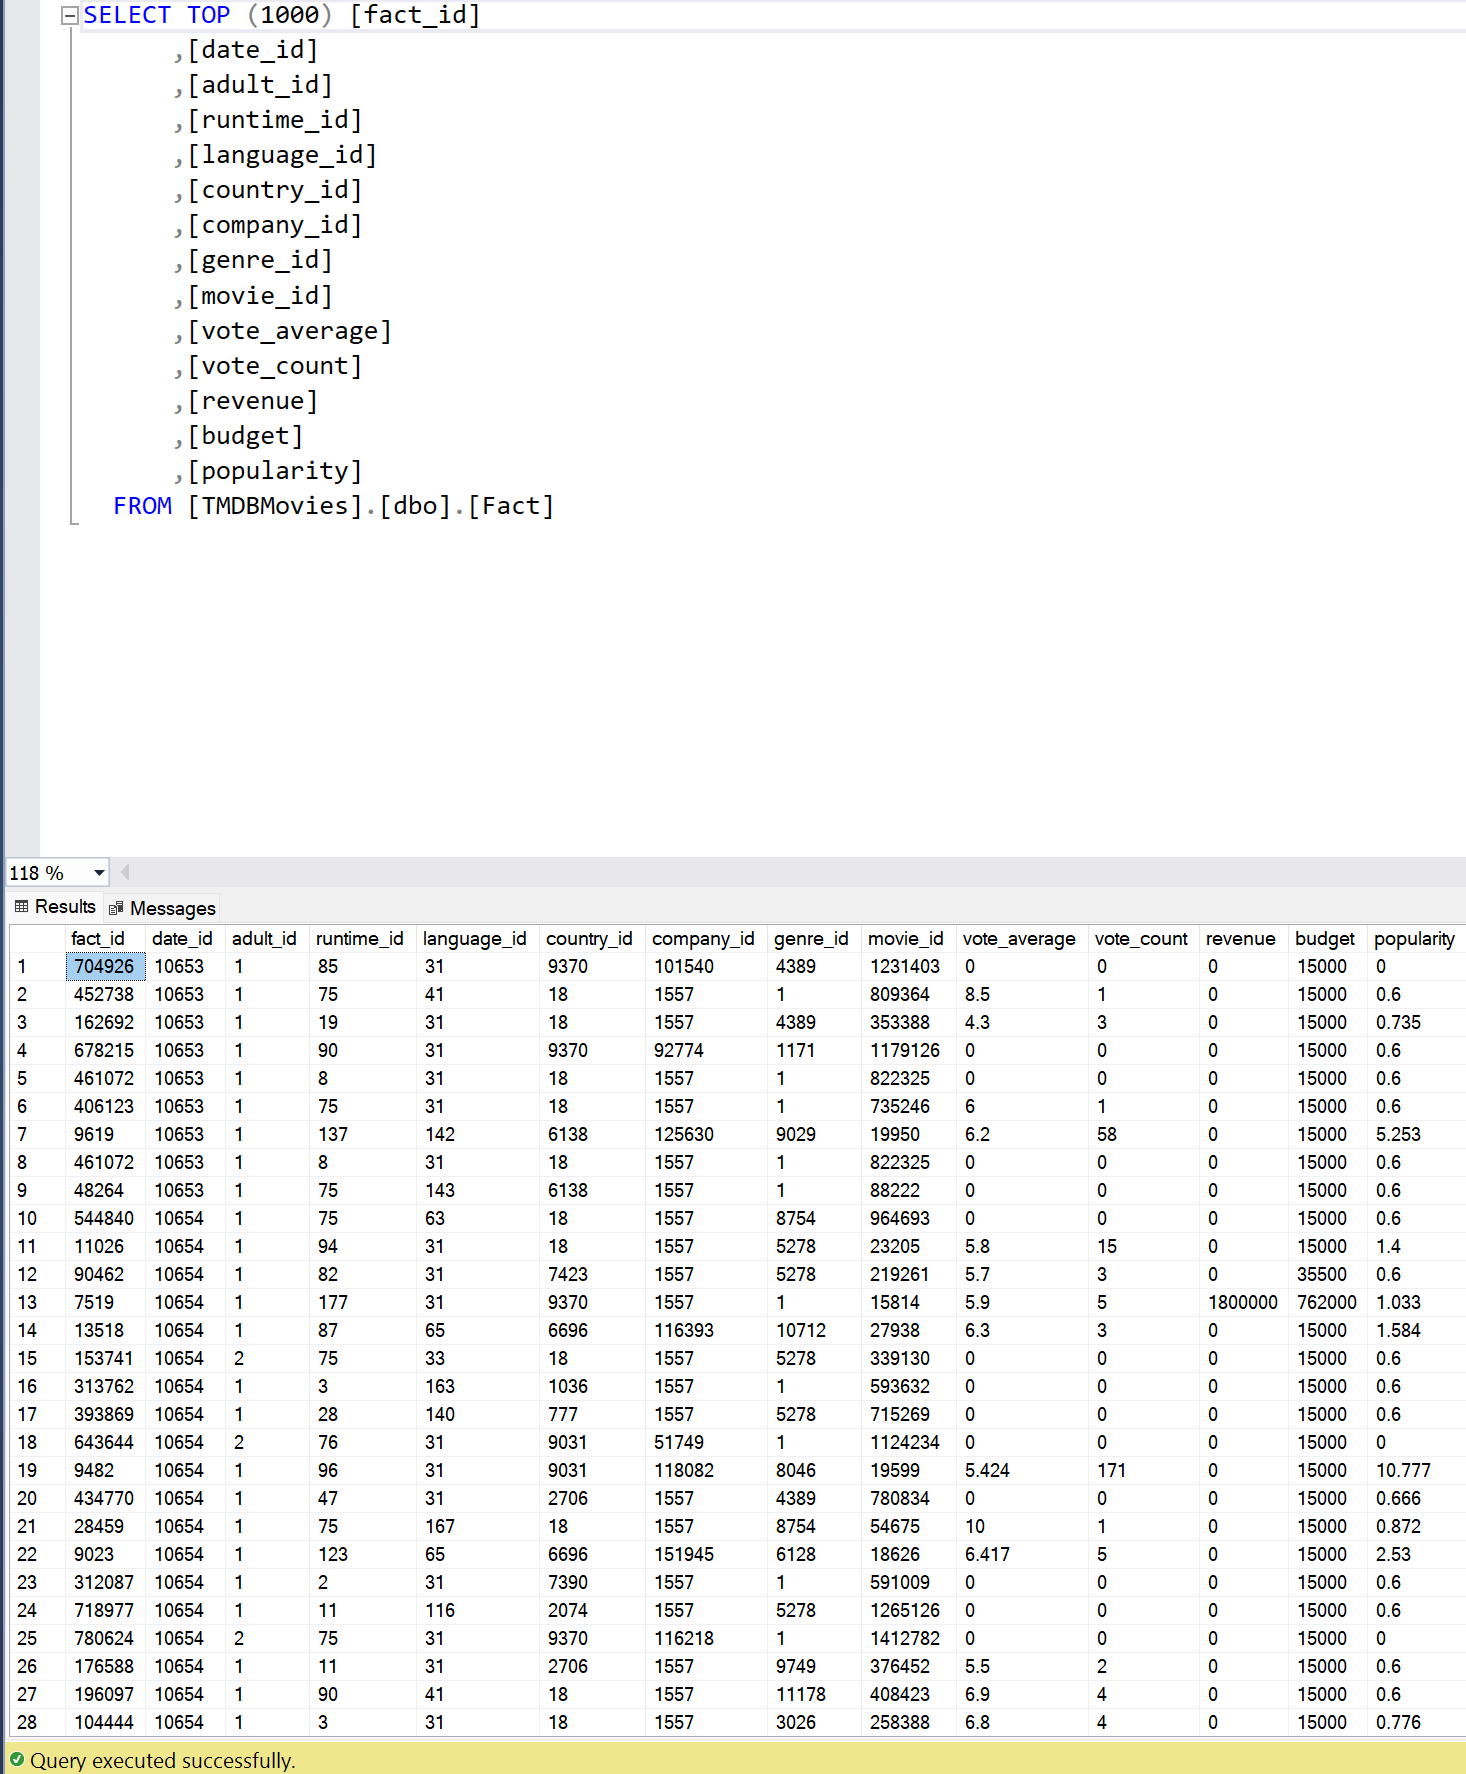 SELECT TOP (1000) [fact_id]
,[date_id]
,[adult_id]
,[runtime_id]
,[language_id]
,[country_id]
,[company_id]
,[genre_id]
,[movie_id]
,[vote_average]
,[vote_count]
,[revenue]
,[budget]
,[popularity]
FROM [TMDBMovies].[dbo].[Fact]
118 %
Results Messages
fact_id date_id adult_id runtime_id language_id country_id company_id genre_id movie_id vote_average vote_count revenue budget popularity
1 704926 10653 1 85 31 9370 101540 4389 1231403 0 0 0 15000 0
2 452738 10653 1 75 41 18 1557 1 809364 8.5 1 0 15000 0.6
3 162692 10653 1 19 31 18 1557 4389 353388 4.3 3 0 15000 0.735
4 678215 10653 1 90 31 9370 92774 1171 1179126 0 0 0 15000 0.6
5 461072 10653 1 8 31 18 1557 1 822325 0 0 0 15000 0.6
6 406123 10653 1 75 31 18 1557 1 735246 6 1 0 15000 0.6
7 9619 10653 1 137 142 6138 125630 9029 19950 6.2 58 0 15000 5.253
8 461072 10653 1 8 31 18 1557 1 822325 0 0 0 15000 0.6
9 48264 10653 1 75 143 6138 1557 1 88222 0 0 0 15000 0.6
10 544840 10654 1 75 63 18 1557 8754 964693 0 0 0 15000 0.6
11 11026 10654 1 94 31 18 1557 5278 23205 5.8 15 0 15000 1.4
12 90462 10654 1 82 31 7423 1557 5278 219261 5.7 3 0 35500 0.6
13 7519 10654 1 177 31 9370 1557 1 15814 5.9 5 1800000 762000 1.033
14 13518 10654 1 87 65 6696 116393 10712 27938 6.3 3 0 15000 1.584
15 153741 10654 2 75 33 18 1557 5278 339130 0 0 0 15000 0.6
16 313762 10654 1 3 163 1036 1557 1 593632 0 0 0 15000 0.6
17 393869 10654 1 28 140 777 1557 5278 715269 0 0 0 15000 0.6
18 643644 10654 2 76 31 9031 51749 1 1124234 0 0 0 15000 0
19 9482 10654 1 96 31 9031 118082 8046 19599 5.424 171 0 15000 10.777
20 434770 10654 1 47 31 2706 1557 4389 780834 0 0 0 15000 0.666
21 28459 10654 1 75 167 18 1557 8754 54675 10 1 0 15000 0.872
22 9023 10654 1 123 65 6696 151945 6128 18626 6.417 5 0 15000 2.53
23 312087 10654 1 2 31 7390 1557 1 591009 0 0 0 15000 0.6
24 718977 10654 1 11 116 2074 1557 5278 1265126 0 0 0 15000 0.6
25 780624 10654 2 75 31 9370 116218 1 1412782 0 0 0 15000 0
26 176588 10654 1 11 31 2706 1557 9749 376452 5.5 2 0 15000 0.6
27 196097 10654 1 90 41 18 1557 11178 408423 6.9 4 0 15000 0.6
28 104444 10654 1 3 31 18 1557 3026 258388 6.8 4 0 15000 0.776
Query executed successfully.